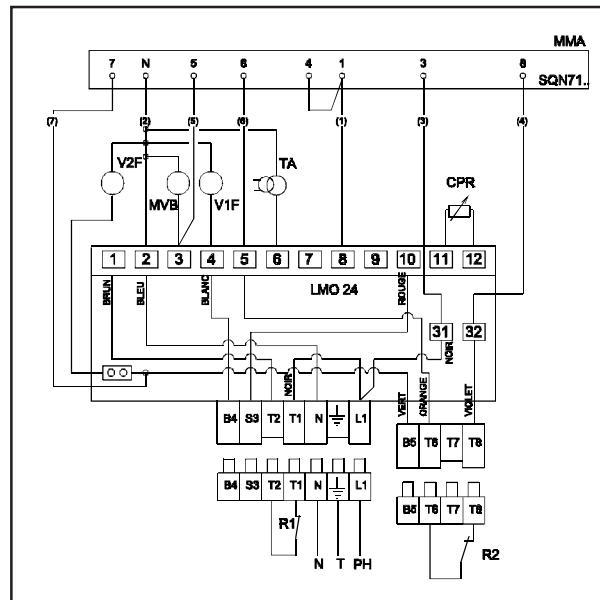 MMA
7 N 5 6 4 1 3 8
SQN71..
(7) (2) (5) (6) (1) (3) (4)
V2F MVB V1F TA CPR
1 2 3 4 5 6 7 8 9 10 11 12
BRUN BLEU BLANC LMO 24 ROUGE
31 32
NOIR
NOIR VERT ORANGE VIOLET
B4 S3 T2 T1 N L1
B5 T6 T7 T8
B4 S3 T2 T1 N L1
B5 T6 T7 T8
R1
R2
N T PH